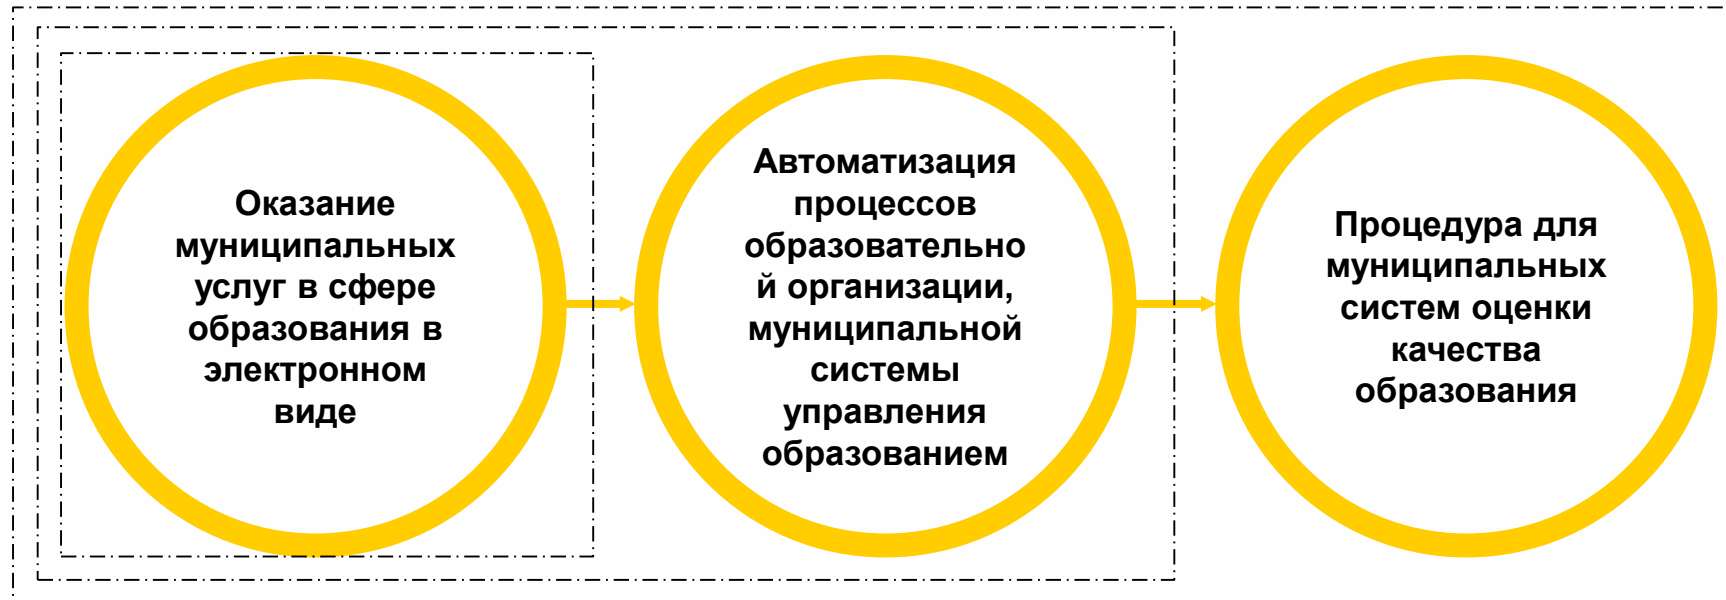 Оказание
муниципальных
услуг в сфере
образования в
электронном
виде
Автоматизация
процессов
образовательно
й организации,
муниципальной
системы
управления
образованием
Процедура для
муниципальных
систем оценки
качества
образования